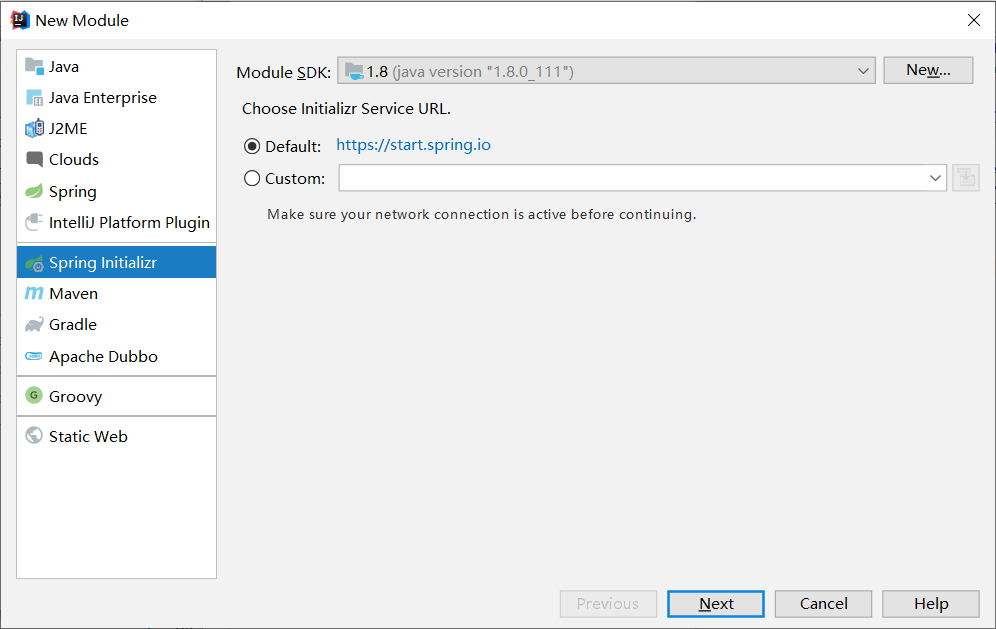 New Module
Java
Java Enterprise
J2ME
Clouds
Spring
IntelliJ Platform Plugin
Spring Initializr
Maven
Gradle
Apache Dubbo
Groovy
Static Web
Module SDK: 1.8 (java version "1.8.0_111") New...
Choose Initializr Service URL.
Default: https://start.spring.io
Custom:
Make sure your network connection is active before continuing.
Previous Next Cancel Help